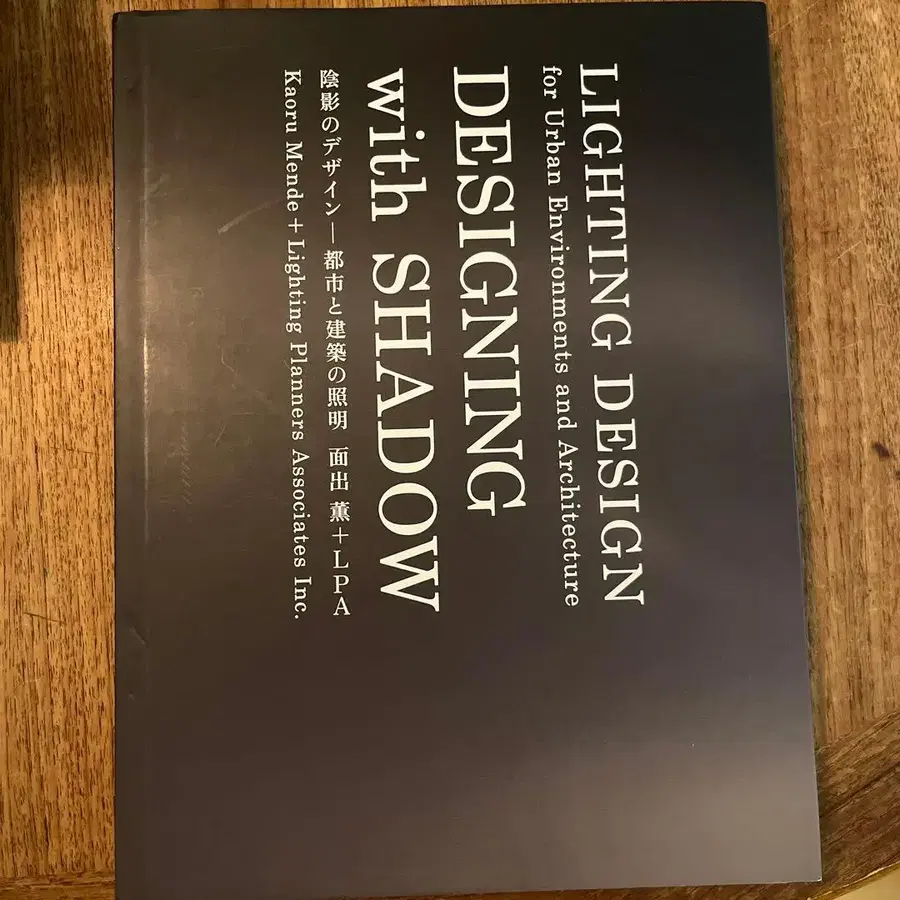 LIGHTING DESIGN
for Urban Environments and Architecture
DESIGNING
with SHADOW
陰影のデザイン—都市と建築の照明 面出 薫+LPA
Kaoru Mende + Lighting Planners Associates Inc.